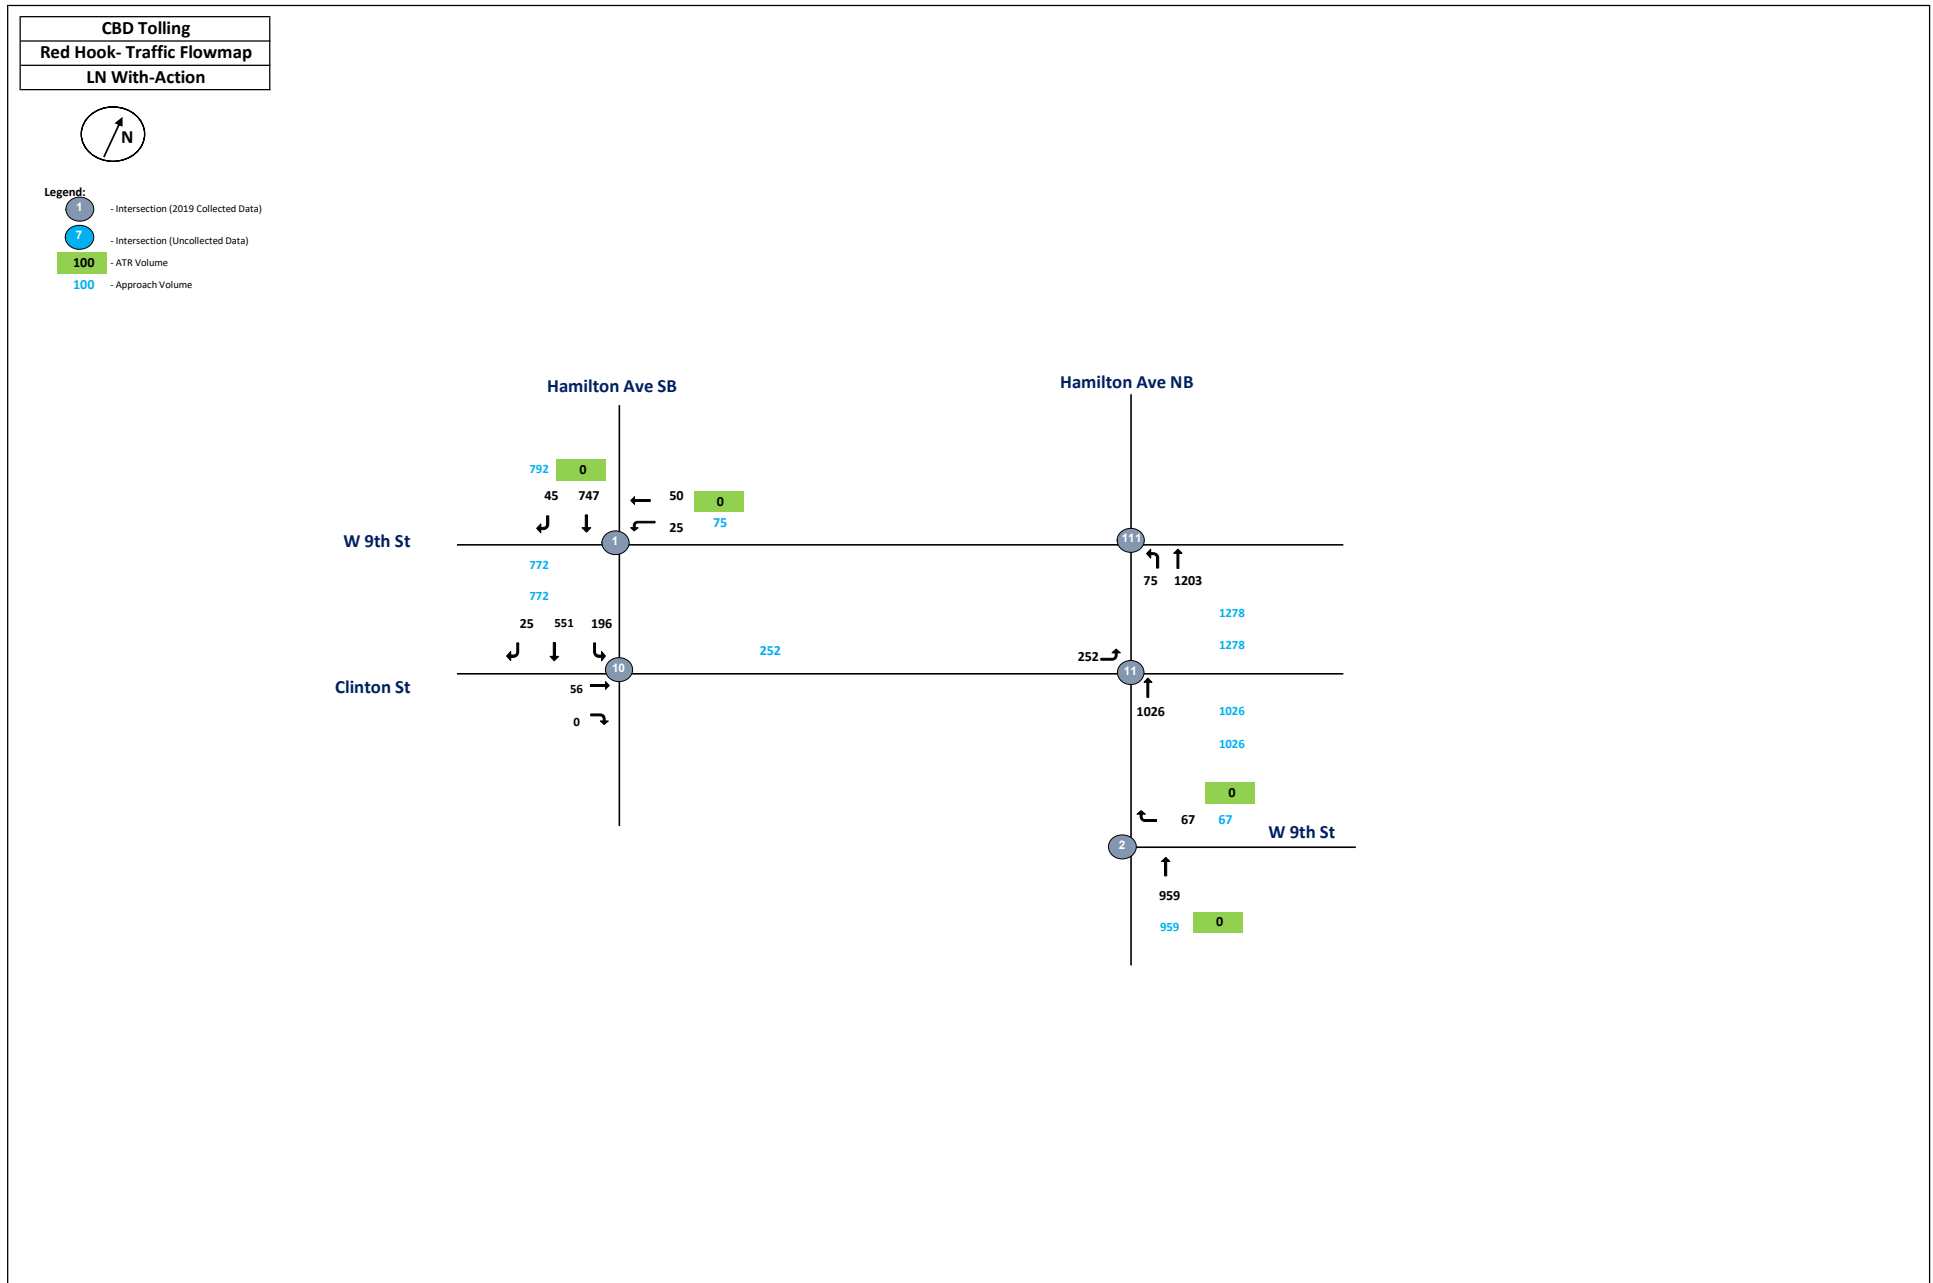 CBD Tolling
Red Hook- Traffic Flowmap
LN With-Action
N
Legend:
1 - Intersection (2019 Collected Data)
7 - Intersection (Uncollected Data)
100 - ATR Volume
100 - Approach Volume
Hamilton Ave SB
Hamilton Ave NB
792 0
45 747
50 0
25 75
W 9th St
1
111
75 1203
772
772
1278
1278
25 551 196
252
252
10
11
Clinton St
56
0
1026 1026
1026
0
67 67
W 9th St
2
959
959 0